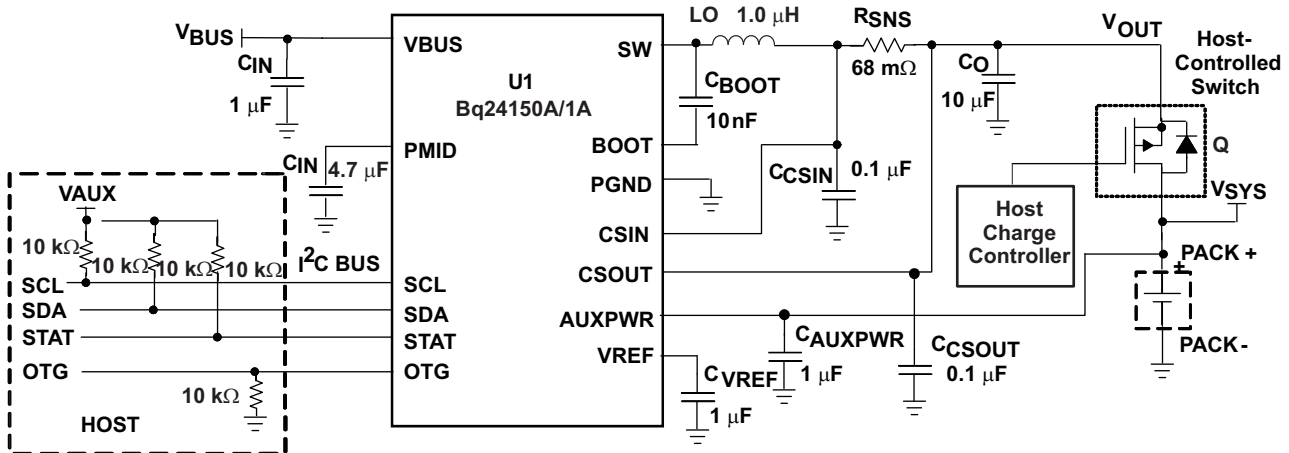 VBUS
CIN
1 μF
VBUS
U1
Bq24150A/1A
SW
LO 1.0 μH
RSNS
68 mΩ
VOUT
Host-
Controlled
Switch
CBOOT
10nF
CO
10 μF
BOOT
Q
PMID
CIN
4.7 μF
PGND
CCSIN
0.1 μF
VSYS
Host
Charge
Controller
CSIN
CSOUT
PACK +
+
VAUX
10 kΩ
10 kΩ
10 kΩ
10 kΩ
I2C BUS
SCL
SCL
SDA
SDA
AUXPWR
STAT
STAT
VREF
CAUXPWR
1 μF
CCSOUT
0.1 μF
PACK -
OTG
OTG
CVREF
1 μF
10 kΩ
HOST